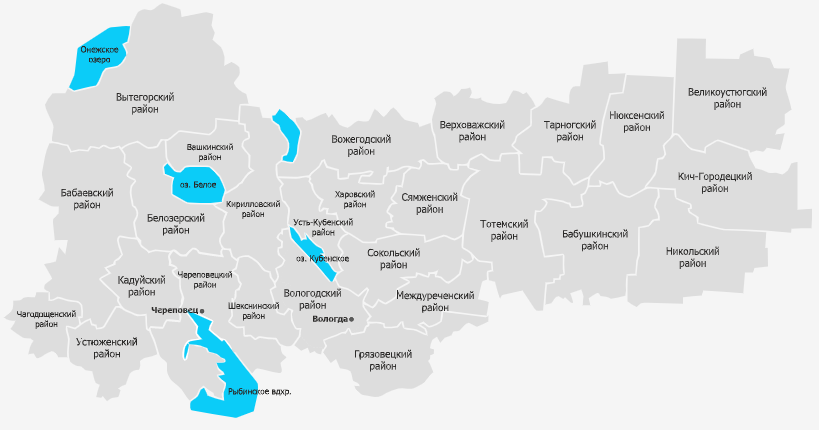 Онежское
озеро
Вытегорский
район
Вашкинский
район
оз. Белое
Бабаевский
район
Белозерский
район
Кирилловский
район
Вожегодский
район
Верховажский
район
Тарногский
район
Нюксенский
район
Великоустюгский
район
Кич-Городецкий
район
Никольский
район
Бабушкинский
район
Тотемский
район
Сямженский
район
Харовский
район
Усть-Кубенский
район
оз. Кубенское
Сокольский
район
Междуреченский
район
Вологодский
район
Вологда
Грязовецкий
район
Шекснинский
район
Череповецкий
район
Череповец
Кадуйский
район
Чагодощенский
район
Устюженский
район
Рыбинское вдхр.